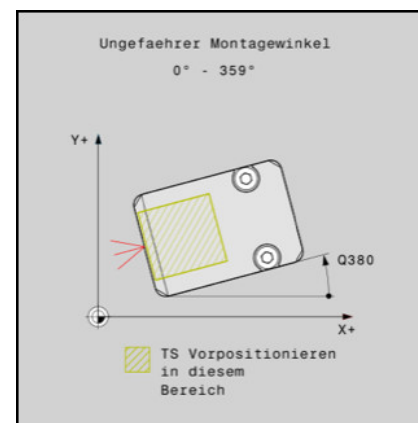 Ungefaehrer Montagewinkel
0° - 359°
Y+
Q380
X+
TS Vorpositionieren
in diesem
Bereich